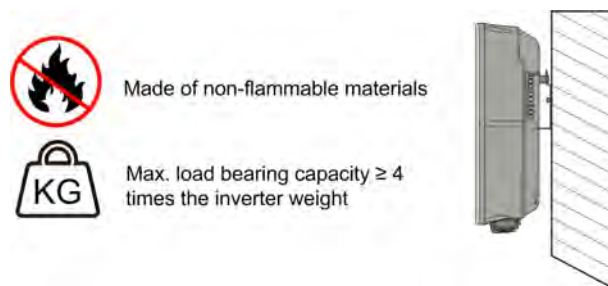 Made of non-flammable materials
KG
Max. load bearing capacity ≥ 4
times the inverter weight